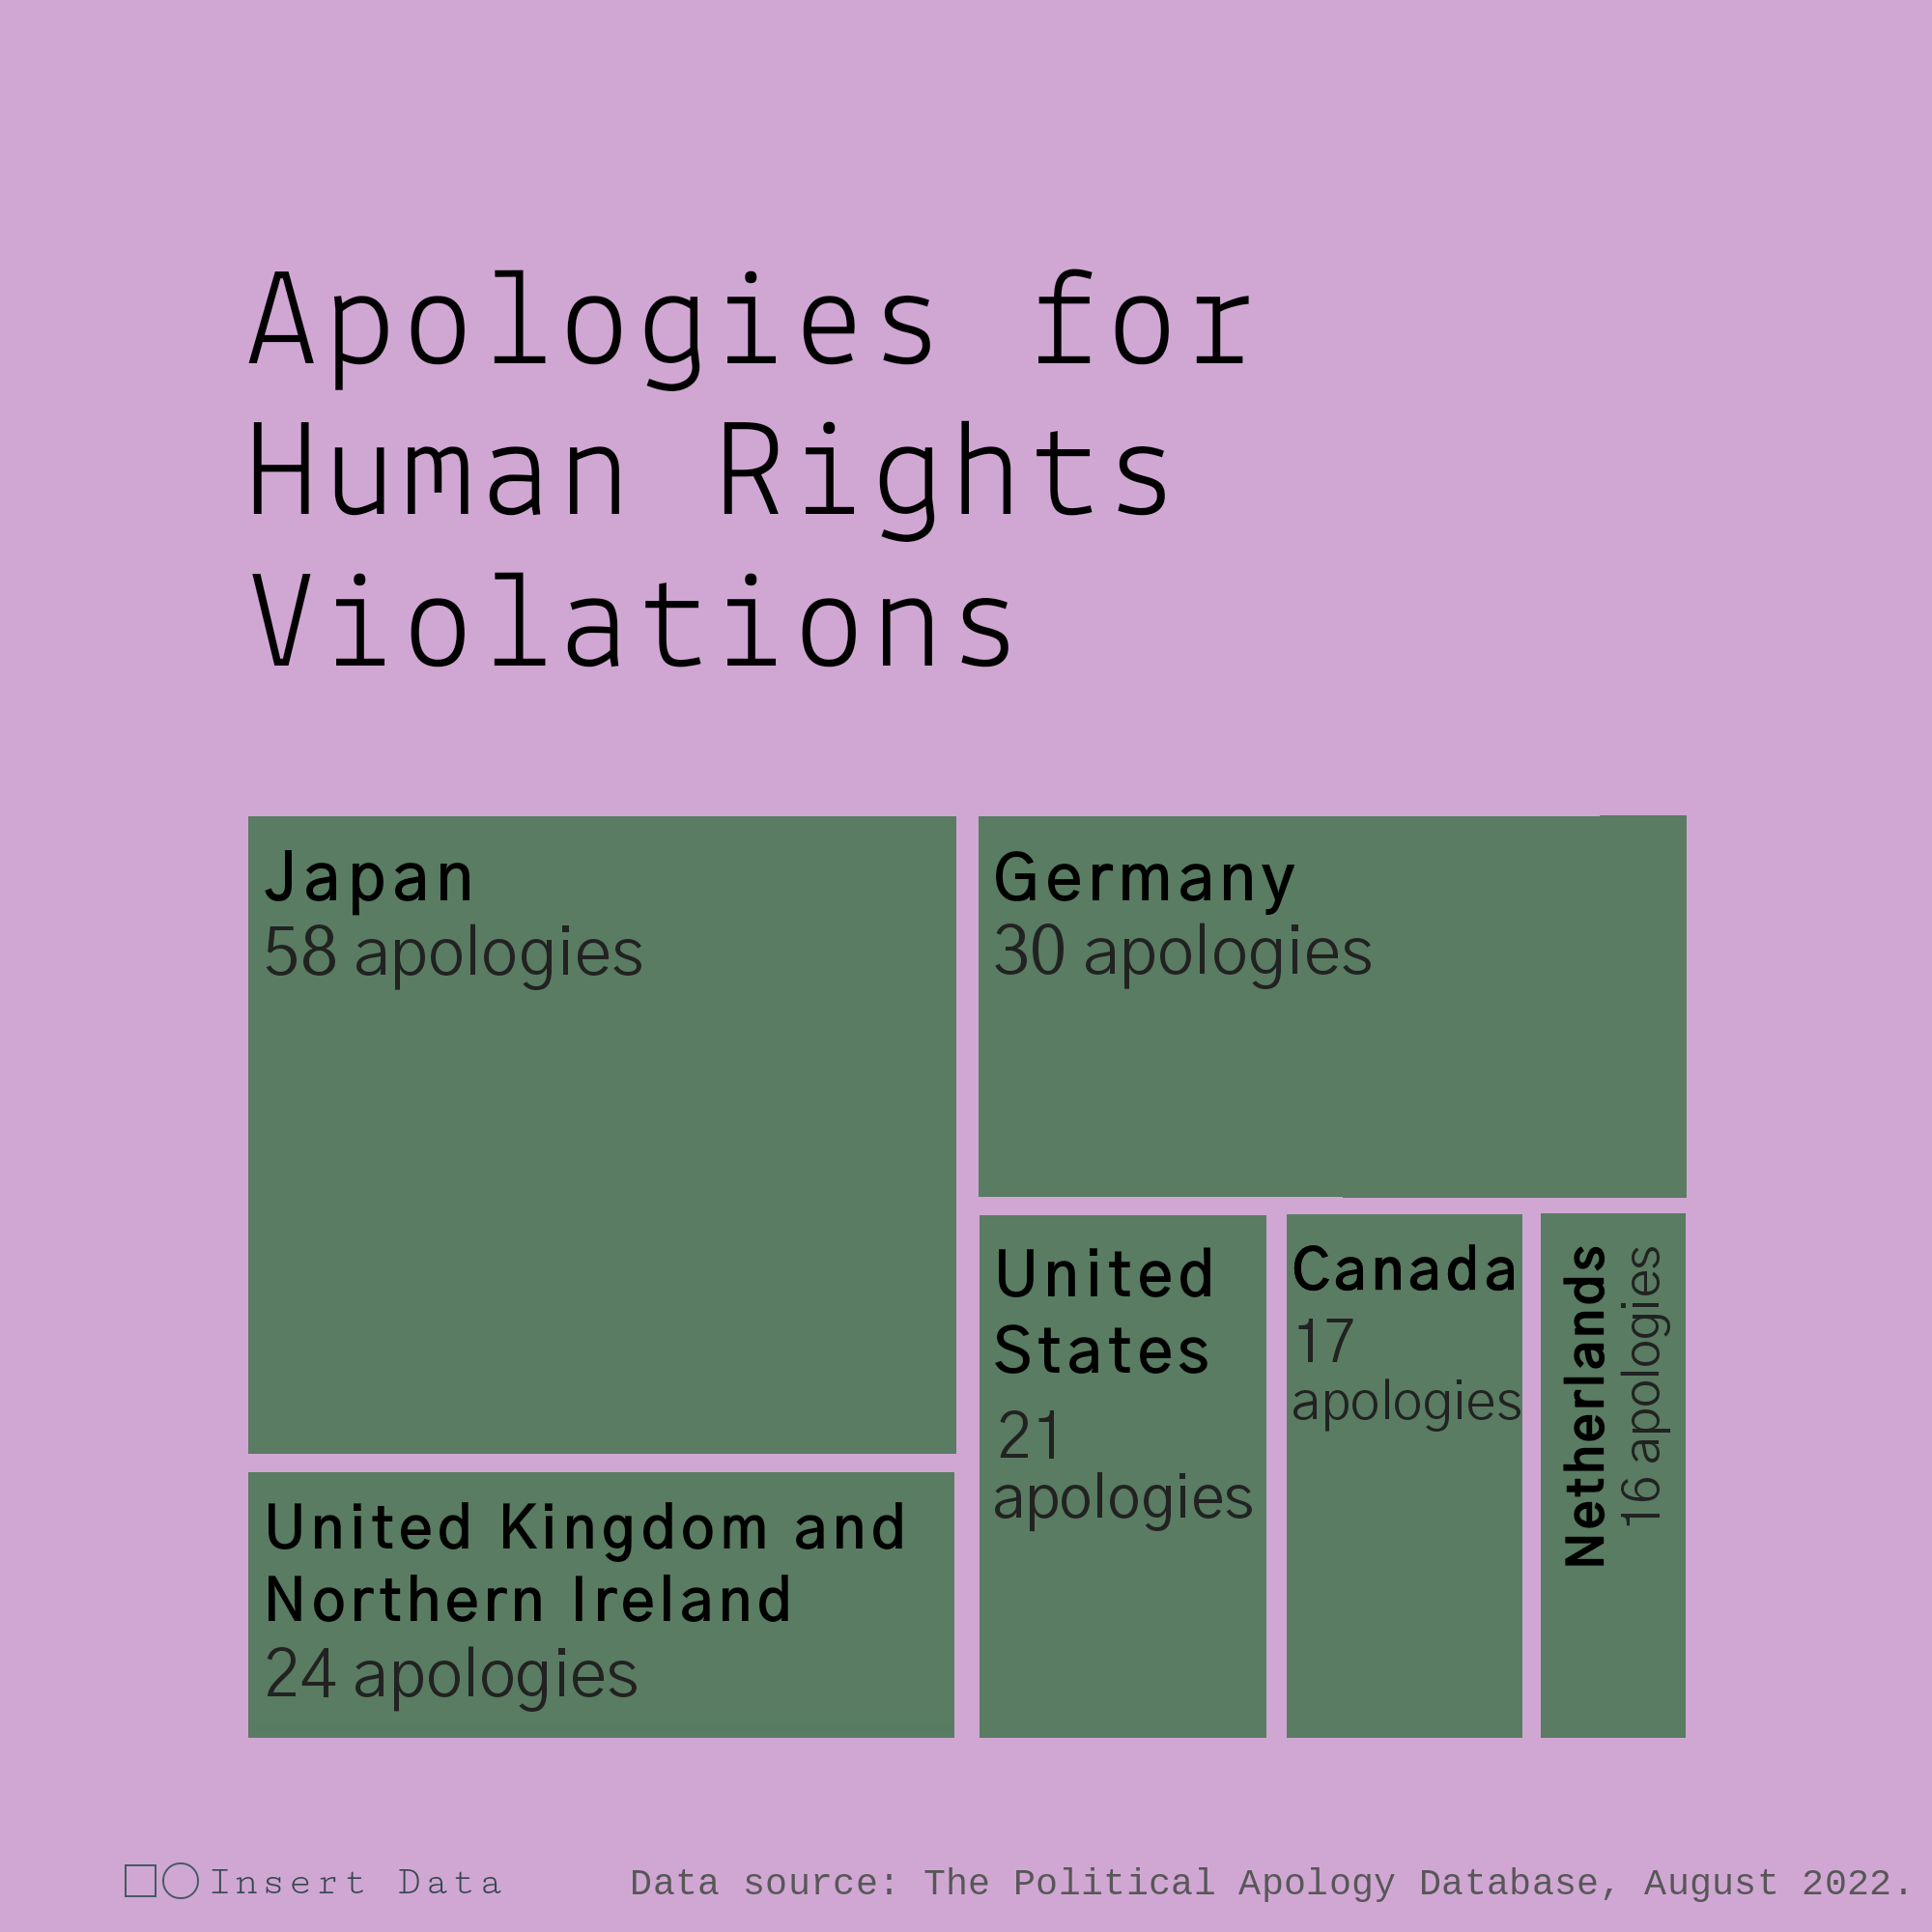 Apologies for
Human Rights
Violations
Japan
58 apologies
Germany
30 apologies
United
States
21
apologies
Canada
17
apologies
Netherlands
16 apologies
United Kingdom and
Northern Ireland
24 apologies
Insert Data
Data source: The Political Apology Database, August 2022.